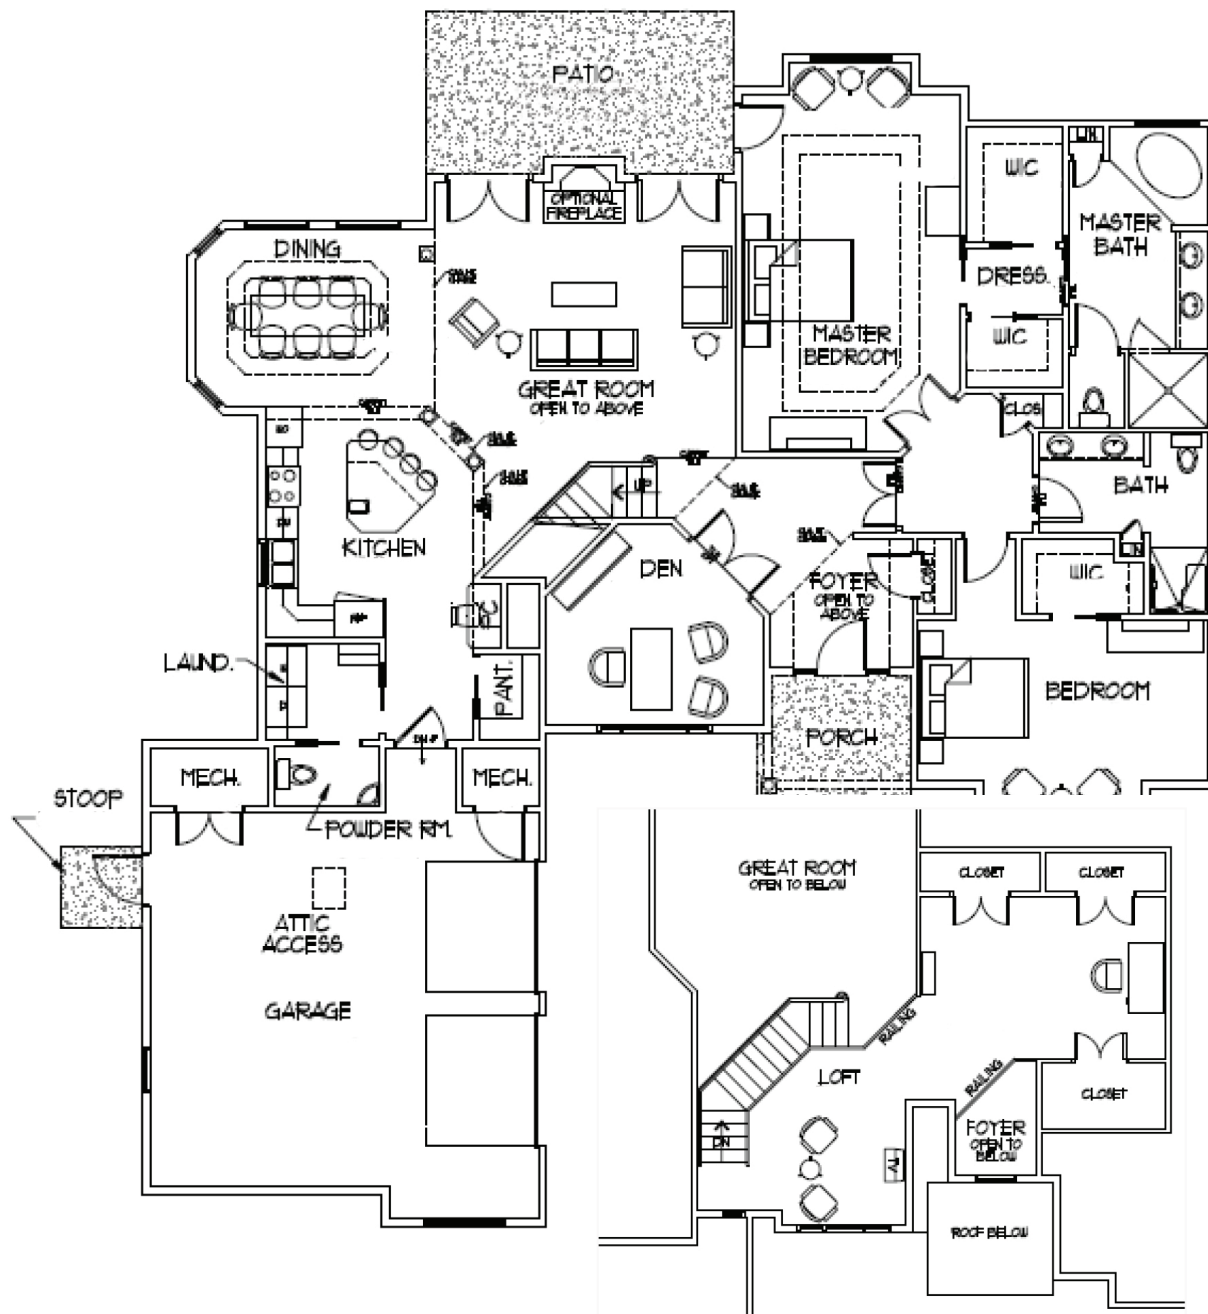 PATIO
OPTIONAL
FIREPLACE
WIC
LIN
MASTER
BATH
DINING
DRESS.
MASTER
BEDROOM
WIC
GREAT ROOM
OPEN TO ABOVE
CLOS
UP
BATH
KITCHEN
DEN
FOYER
OPEN TO
ABOVE
CLOSET
WIC
LIN
LAUND.
PANT.
BEDROOM
PORCH
MECH.
MECH.
STOOP
POWDER RM.
ATTIC
ACCESS
GARAGE
GREAT ROOM
OPEN TO BELOW
CLOSET
CLOSET
RAILING
LOFT
RAILING
CLOSET
DN
FOYER
OPEN TO
BELOW
TV
ROOF BELOW